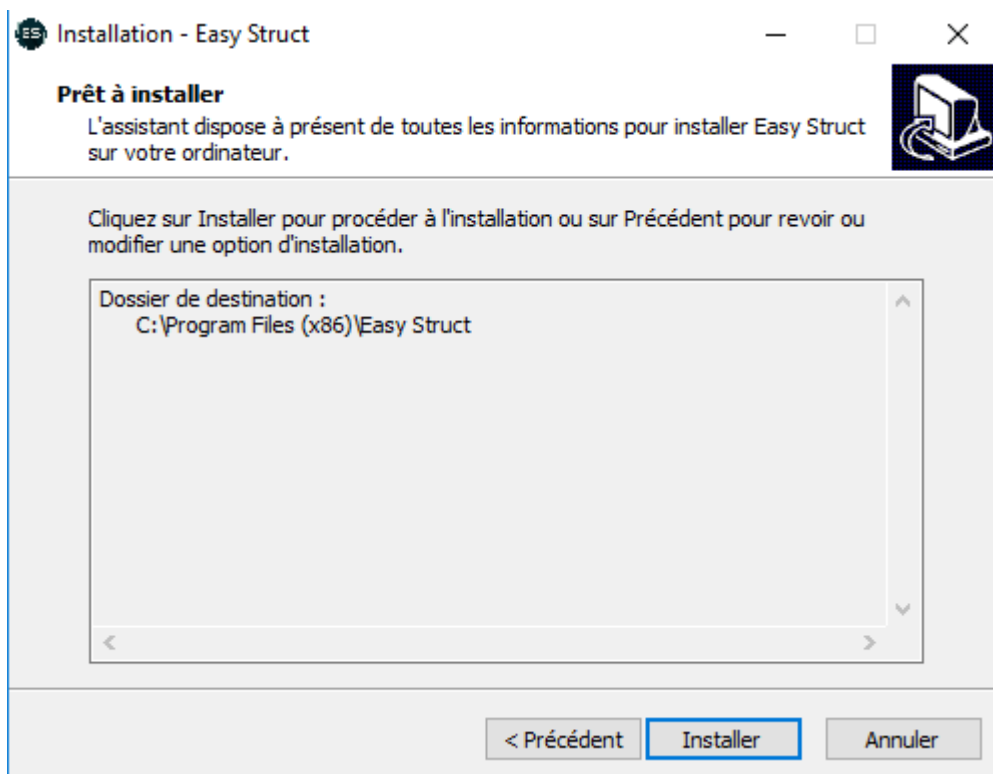 ES Installation - Easy Struct
Prêt à installer
L'assistant dispose à présent de toutes les informations pour installer Easy Struct
sur votre ordinateur.
Cliquez sur Installer pour procéder à l'installation ou sur Précédent pour revoir ou
modifier une option d'installation.
Dossier de destination :
C:\Program Files (x86)\Easy Struct
< Précédent Installer Annuler